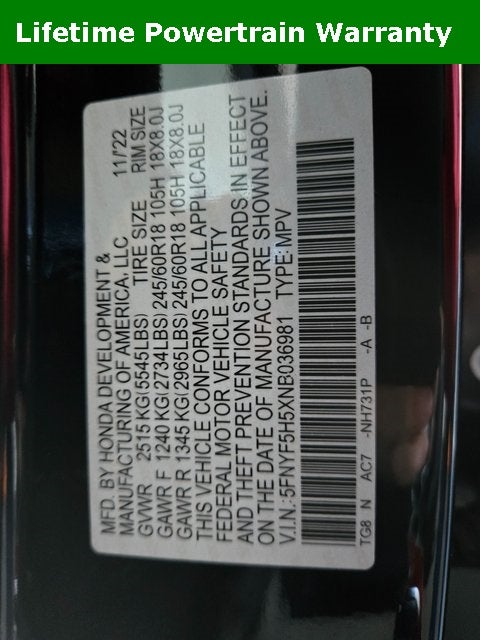 Lifetime Powertrain Warranty
MFD. BY HONDA DEVELOPMENT &
MANUFACTURING OF AMERICA, LLC 11/'22
GVWR 2515 KG(5545LBS) TIRE SIZE RIM SIZE
GAWR F 1240 KG(2734LBS) 245/60R18 105H 18X8.0J
GAWR R 1345 KG(2965LBS) 245/60R18 105H 18X8.0J
THIS VEHICLE CONFORMS TO ALL APPLICABLE
FEDERAL MOTOR VEHICLE SAFETY
AND THEFT PREVENTION STANDARDS IN EFFECT
ON THE DATE OF MANUFACTURE SHOWN ABOVE.
V.I.N.:5FNYF5H5XNB036981 TYPE:MPV
TG8 N AC7 -NH731P -A -B